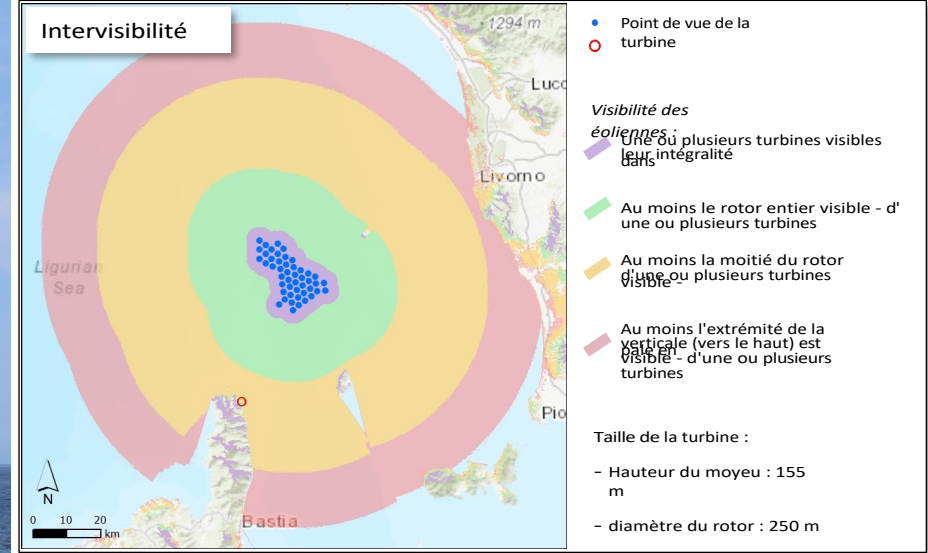 Intervisibilité
1294 m
Lucc
Livorno
Ligurian
Sea
Pio
Bastia
N
0 10 20
km
Point de vue de la
turbine
Visibilité des
éoliennes :
Une ou plusieurs turbines visibles
dans
leur intégralité
Au moins le rotor entier visible - d'
une ou plusieurs turbines
Au moins la moitié du rotor
visible -
d'une ou plusieurs turbines
Au moins l'extrémité de la
pale en
verticale (vers le haut) est
visible - d'une ou plusieurs
turbines
Taille de la turbine :
- Hauteur du moyeu : 155
m
- diamètre du rotor : 250 m